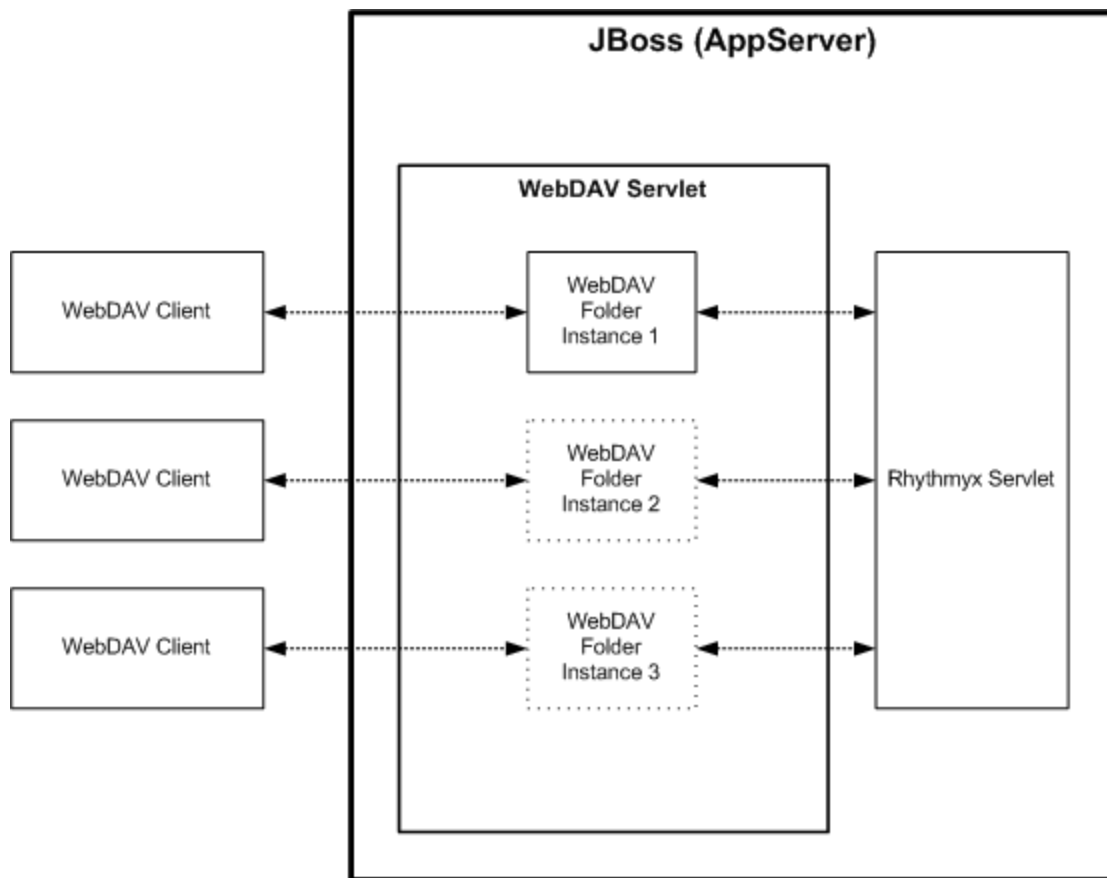 JBoss (AppServer)
WebDAV Servlet
WebDAV Client
WebDAV
Folder
Instance 1
WebDAV Client
WebDAV
Folder
Instance 2
Rhythmyx Servlet
WebDAV Client
WebDAV
Folder
Instance 3